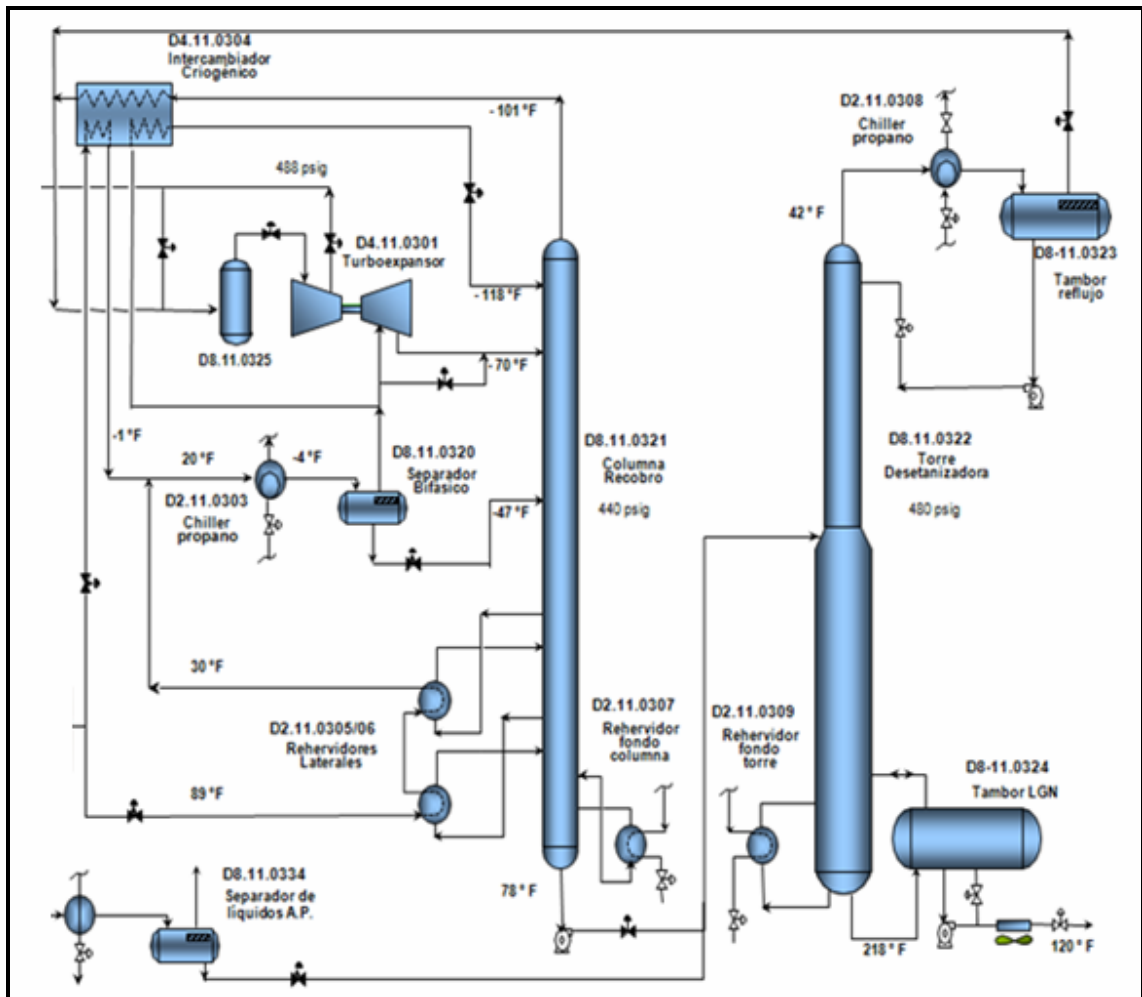 D4.11.0304
Intercambiador
Criogénico
- 101 °F
D2.11.0308
Chiller
propano
488 psig
42° F
D4.11.0301
Turboexpansor
D8-11.0323
Tambor
reflujo
- 118 °F
D8.11.0325
- 70 °F
-1 °F
20 °F
-4 °F
D8.11.0320
Separador
Bifasico
D8.11.0321
Columna
Recobro
440 psig
D8.11.0322
Torre
Desetanizadora
480 psig
D2.11.0303
Chiller
propano
-47 °F
30 °F
D2.11.0305/06
Rehervidores
Laterales
D2.11.0307
Rehervidor
fondo
columna
D2.11.0309
Rehervidor
fondo
torre
89 °F
D8-11.0324
Tambor LGN
D8.11.0334
Separador de
líquidos A.P.
78 ° F
218 ° F
120 ° F